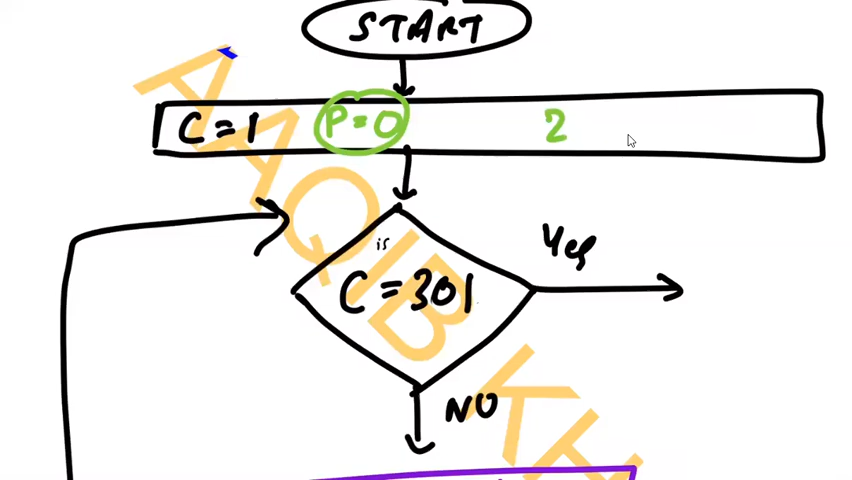 START
C = 1 P = 0 2
is
C = 301
Yes
NO
AAQIB KH